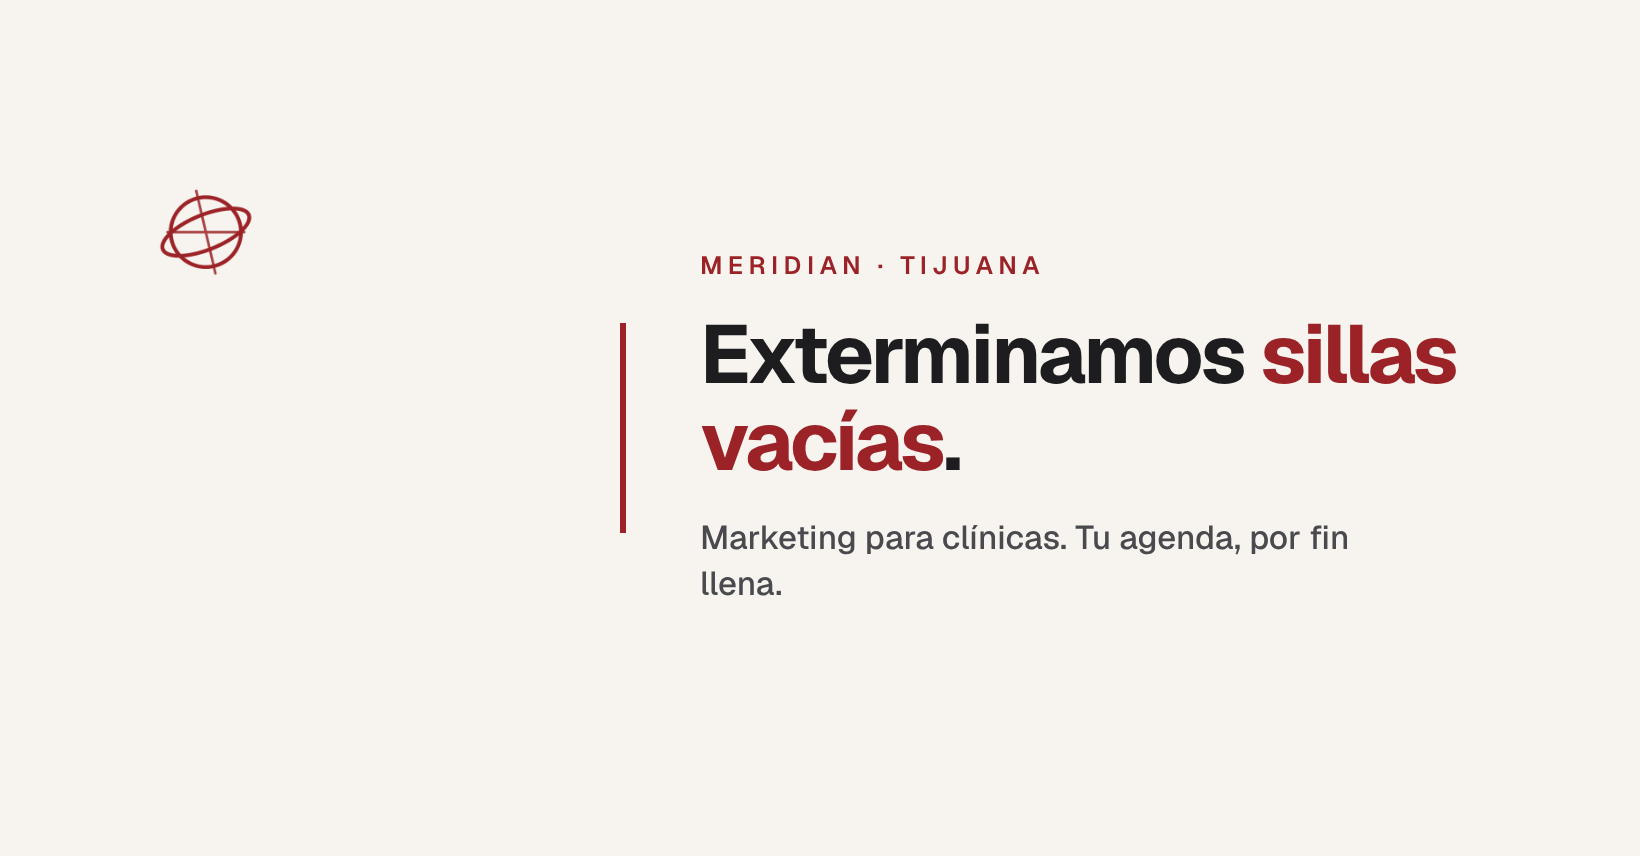 MERIDIAN · TIJUANA
Exterminamos sillas
vacías.
Marketing para clínicas. Tu agenda, por fin
llena.